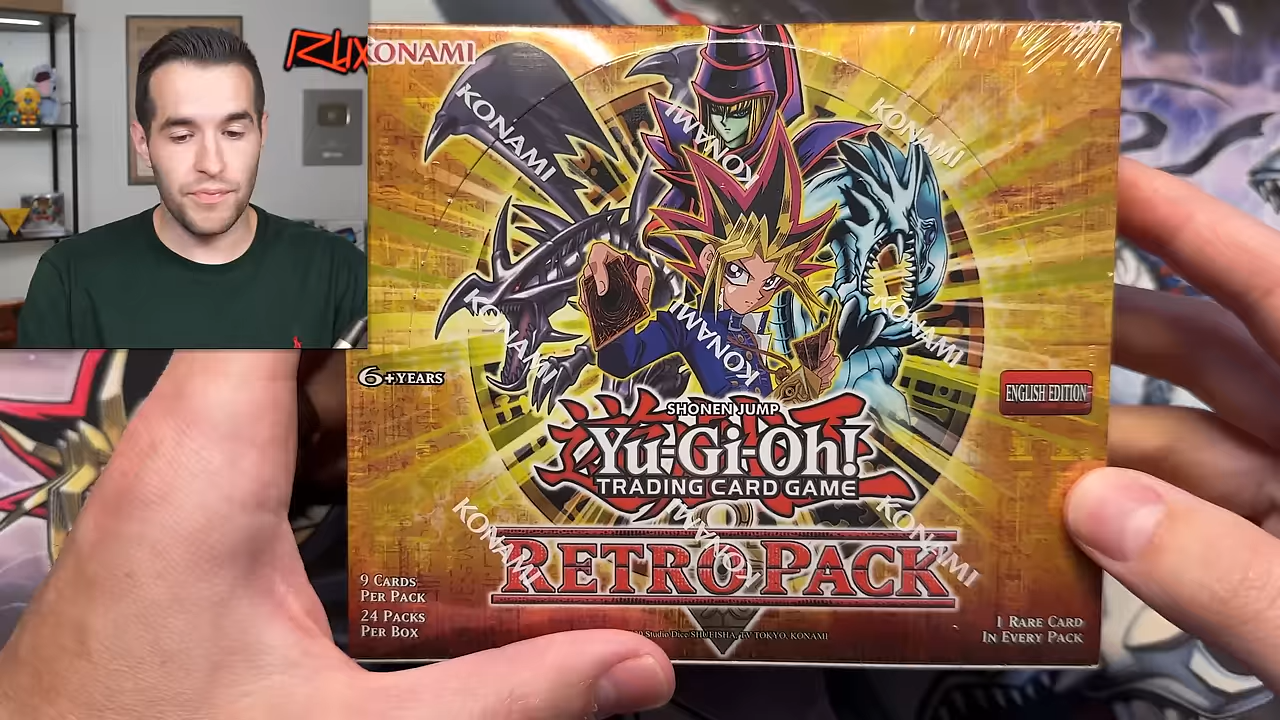 RUX
KONAMI
KONAMI
KONAMI
KONAMI
KONAMI
KONAMI
KONAMI
6+YEARS
ENGLISH EDITION
SHONEN JUMP
Yu-Gi-Oh!
TRADING CARD GAME
KONAMI
KONAMI
KONAMI
RETRO PACK
9 CARDS
PER PACK
24 PACKS
PER BOX
1 RARE CARD
IN EVERY PACK
Studio Dice/SHUEISHA, TV TOKYO, KONAMI